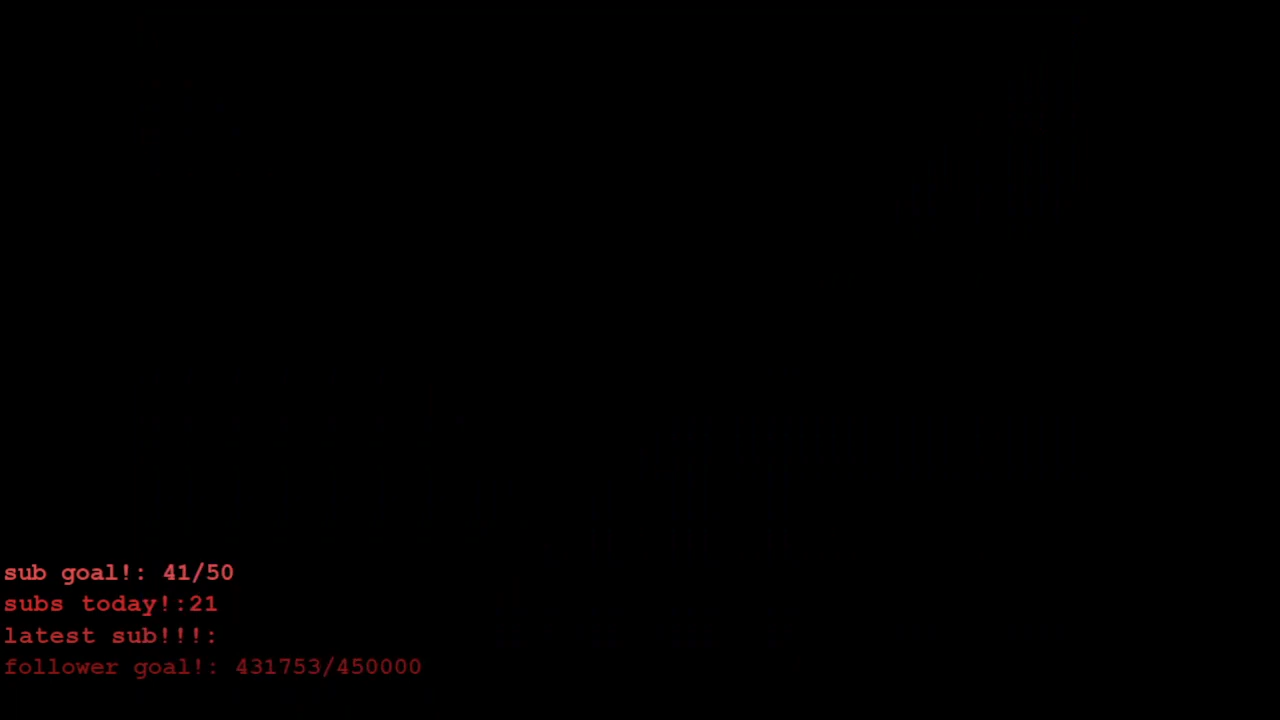 sub goal!: 41/50
subs today!:21
latest sub!!!:
follower goal!: 431753/450000